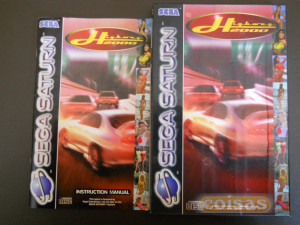 SEGA
Highway
2000
SEGA SATURN
INSTRUCTION MANUAL
SEGA
Highway
2000
SEGA SATURN
coisas